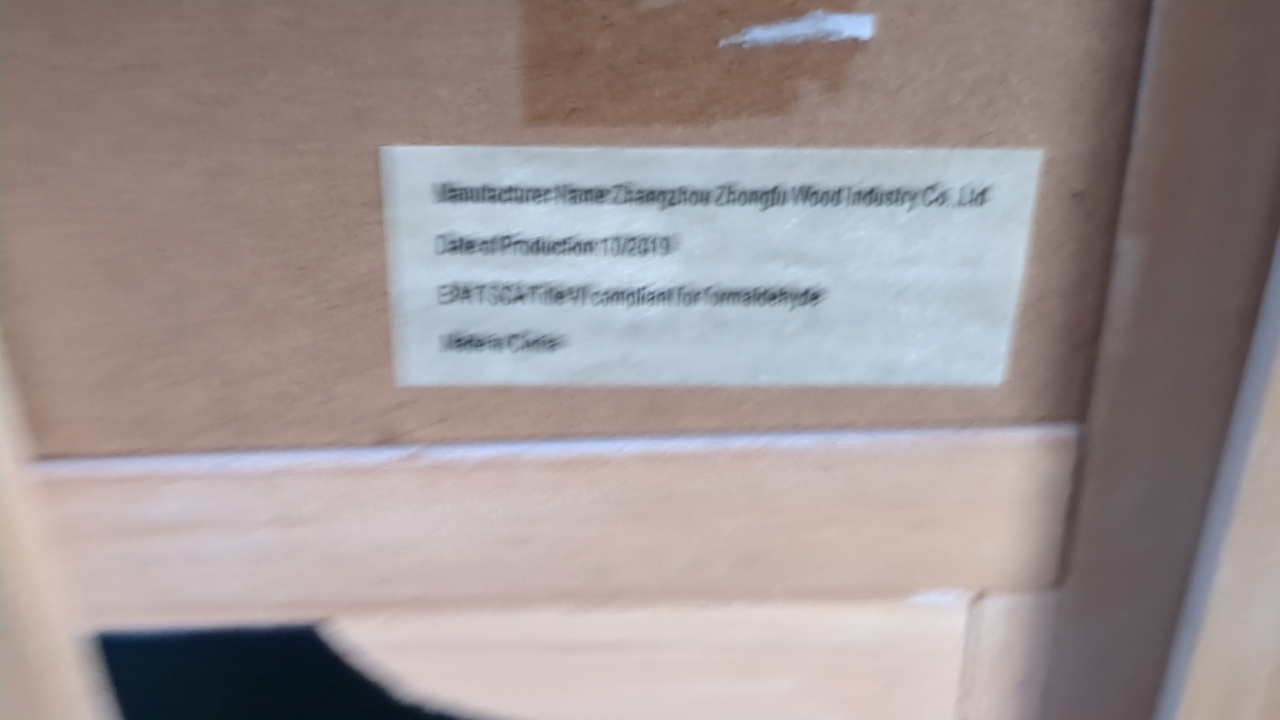 Manufacturer Name: Zhangzhou Zhongfu Wood Industry Co., Ltd
Date of Production: 10/2019
EPA TSCA Title VI compliant for formaldehyde
Made in China